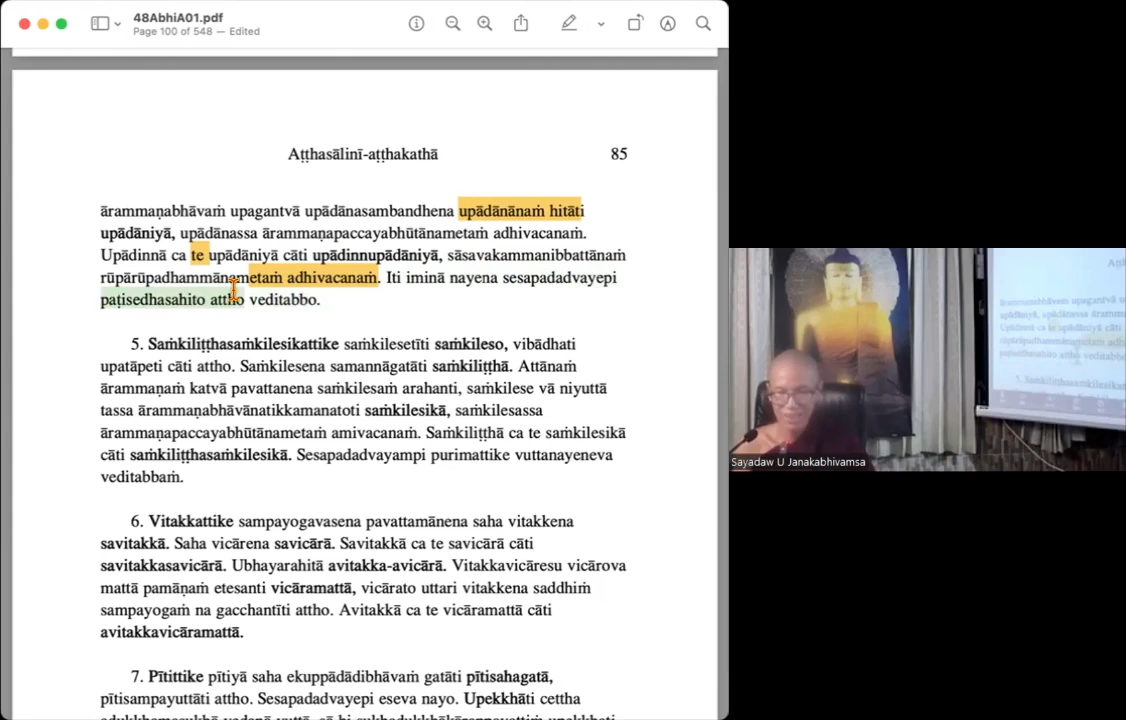 48AbhiA01.pdf
Page 100 of 548 — Edited
Aṭṭhasālinī-aṭṭhakathā 85
ārammaṇabhāvaṁ upagantvā upādānasambandhena upādānānaṁ hitāti
upādāniyā, upādānassa ārammaṇapaccayabhūtānametaṁ adhivacanaṁ.
Upādinnā ca te upādāniyā cāti upādinnupādāniyā, sāsavakammanibbattānaṁ
rūpārūpadhammānametaṁ adhivacanaṁ. Iti iminā nayena sesapadadvayepi
paṭisedhasahito attho veditabbo.
5. Saṁkiliṭṭhasaṁkilesikattike saṁkilesetīti saṁkileso, vibādhati
upatāpeti cāti attho. Saṁkilesena samannāgatāti saṁkiliṭṭhā. Attānaṁ
ārammaṇaṁ katvā pavattanena saṁkilesaṁ arahanti, saṁkilese vā niyuttā
tassa ārammaṇabhāvānatikkamanatoti saṁkilesikā, saṁkilesassa
ārammaṇapaccayabhūtānametaṁ amivacanaṁ. Saṁkiliṭṭhā ca te saṁkilesikā
cāti saṁkiliṭṭhasaṁkilesikā. Sesapadadvayampi purimattike vuttanayeneva
veditabbaṁ.
6. Vitakkattike sampayogavasena pavattamānena saha vitakkena
savitakkā. Saha vicārena savicārā. Savitakkā ca te savicārā cāti
savitakkasavicārā. Ubhayarahitā avitakka-avicārā. Vitakkavicāresu vicārova
mattā pamāṇaṁ etesanti vicāramattā, vicārato uttari vitakkena saddhiṁ
sampayogaṁ na gacchantīti attho. Avitakkā ca te vicāramattā cāti
avitakkavicāramattā.
7. Pītittike pītiyā saha ekuppādādibhāvaṁ gatāti pītisahagatā,
pītisampayuttāti attho. Sesapadadvayepi eseva nayo. Upekkhāti cettha
Sayadaw U Janakabhivamsa